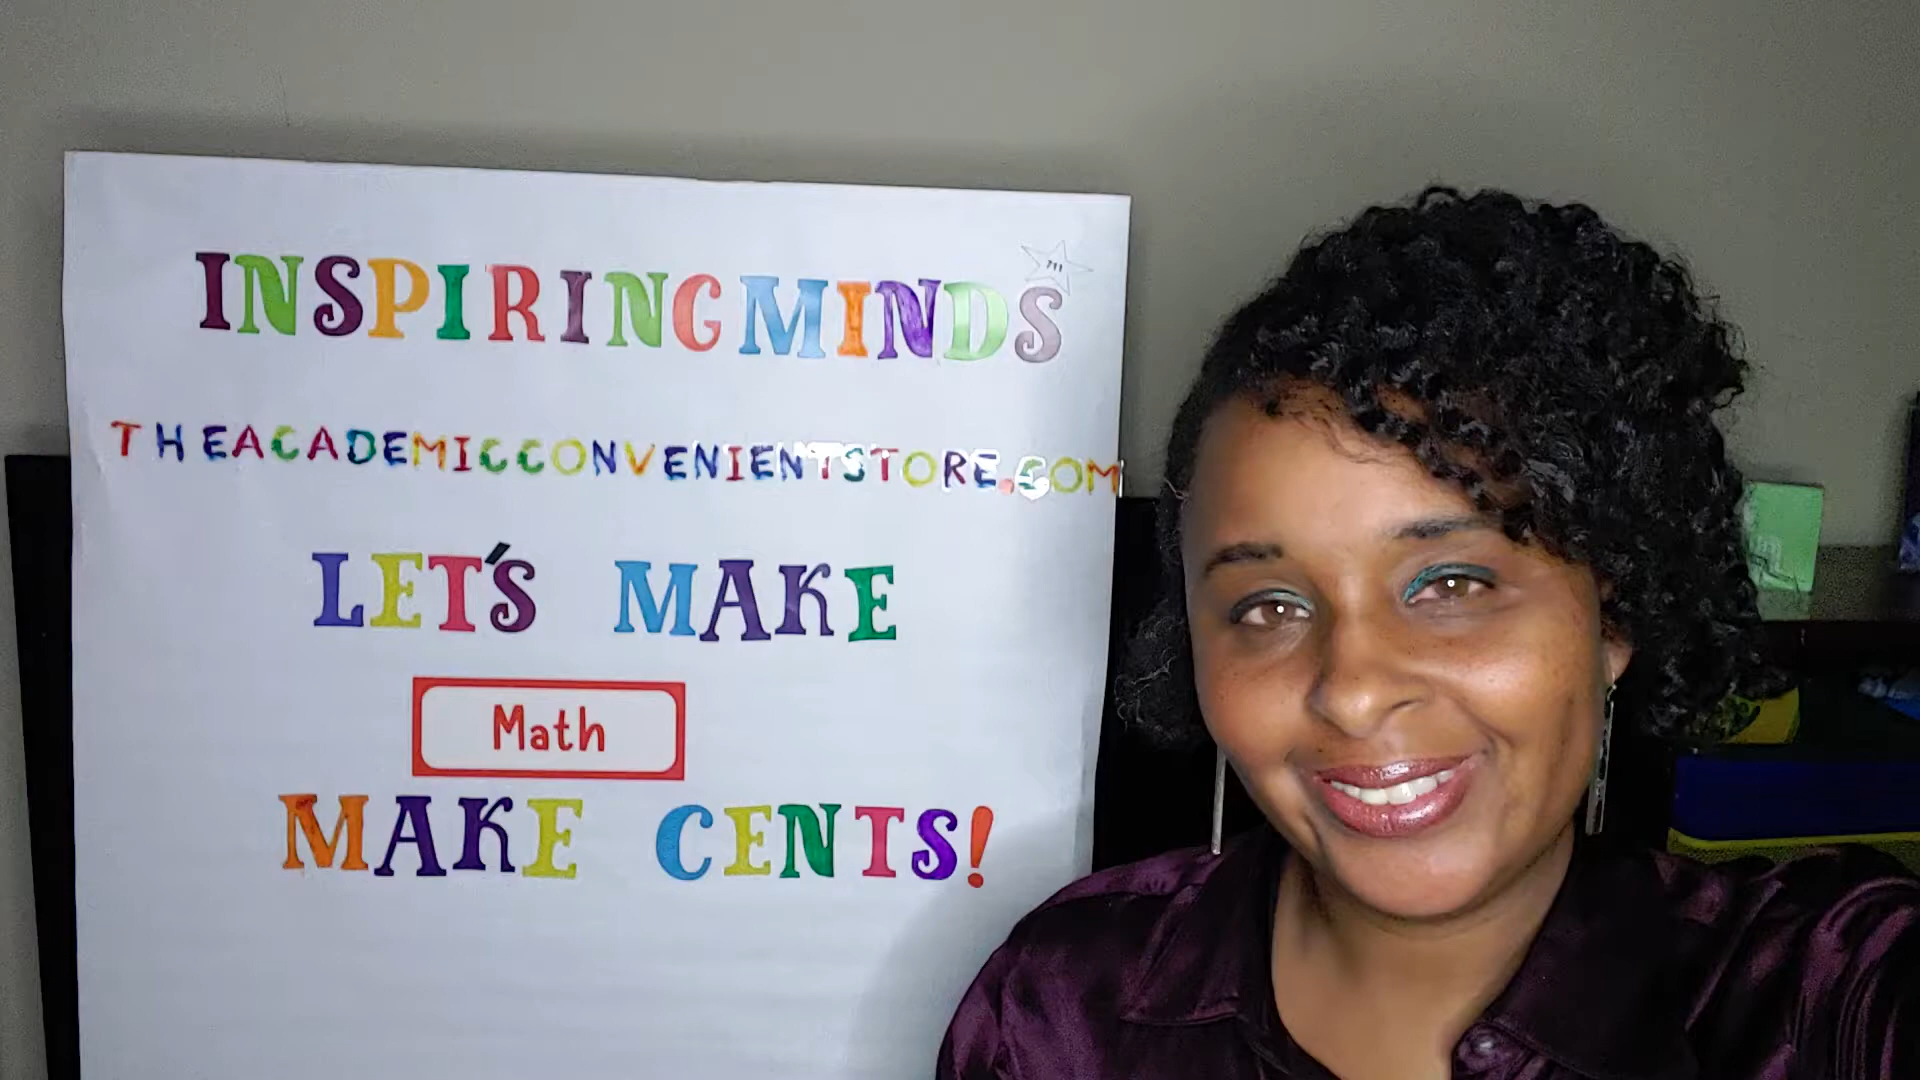 INSPIRINGMINDS
THEACADEMICCONVENIENTSTORE.COM
LET'S MAKE
Math
MAKE CENTS!